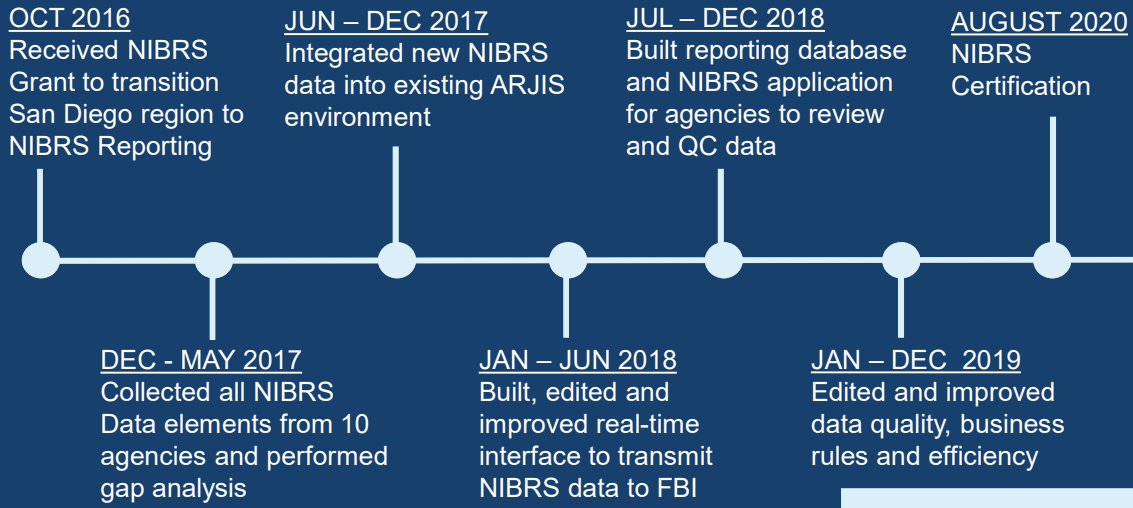 OCT 2016
Received NIBRS
Grant to transition
San Diego region to
NIBRS Reporting
JUN – DEC 2017
Integrated new NIBRS
data into existing ARJIS
environment
JUL – DEC 2018
Built reporting database
and NIBRS application
for agencies to review
and QC data
AUGUST 2020
NIBRS
Certification
DEC - MAY 2017
Collected all NIBRS
Data elements from 10
agencies and performed
gap analysis
JAN – JUN 2018
Built, edited and
improved real-time
interface to transmit
NIBRS data to FBI
JAN – DEC 2019
Edited and improved
data quality, business
rules and efficiency